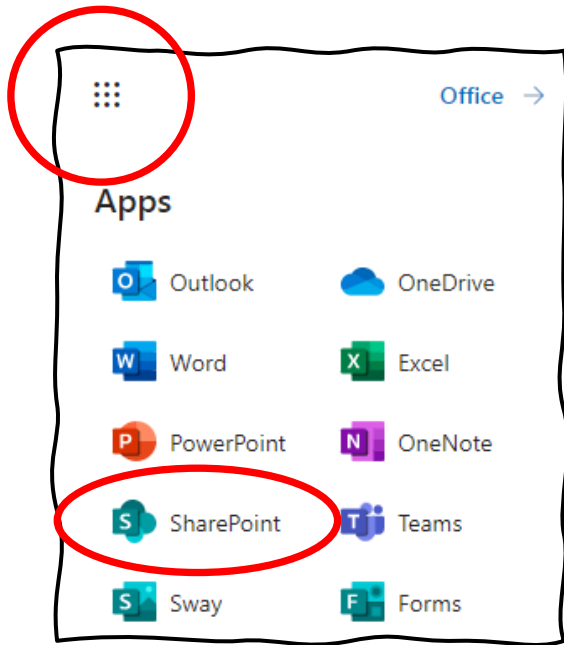 Office →
Apps
Outlook OneDrive
Word Excel
PowerPoint OneNote
SharePoint Teams
Sway Forms